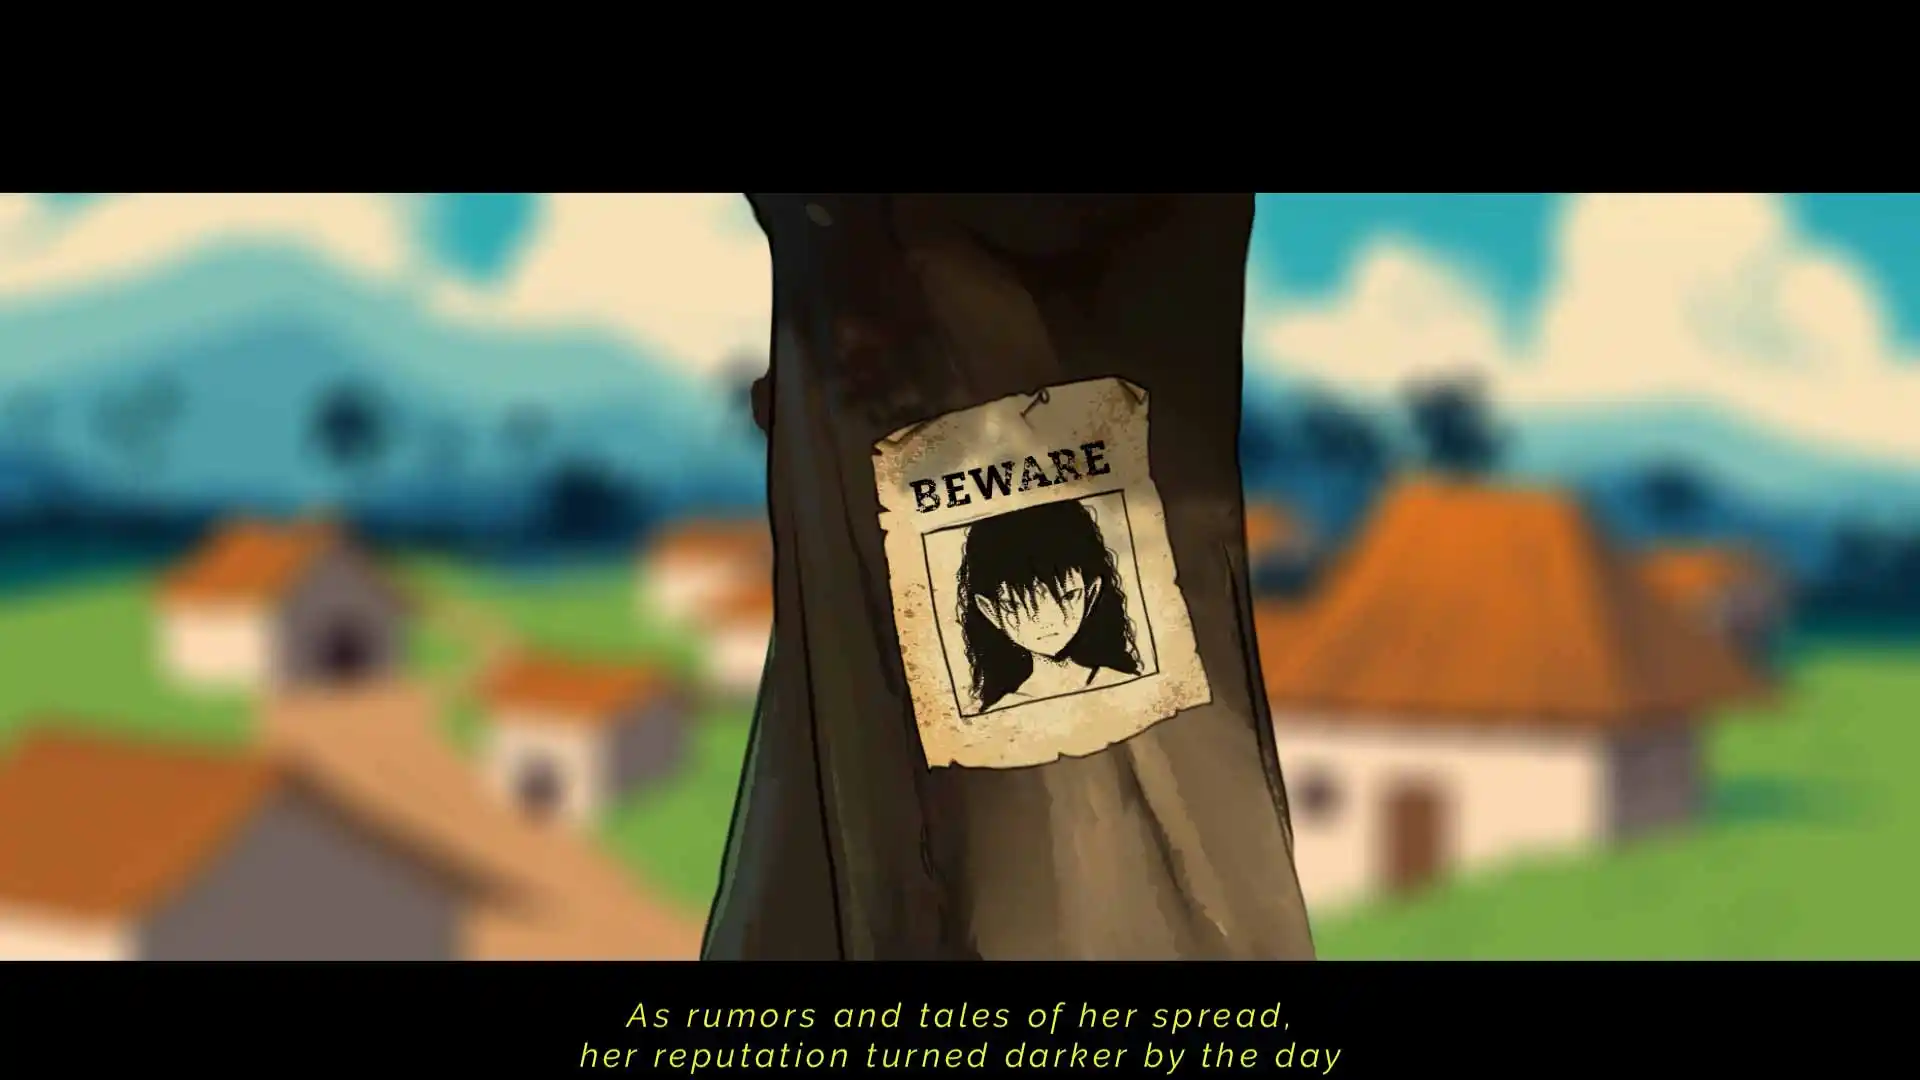 BEWARE
As rumors and tales of her spread,
her reputation turned darker by the day